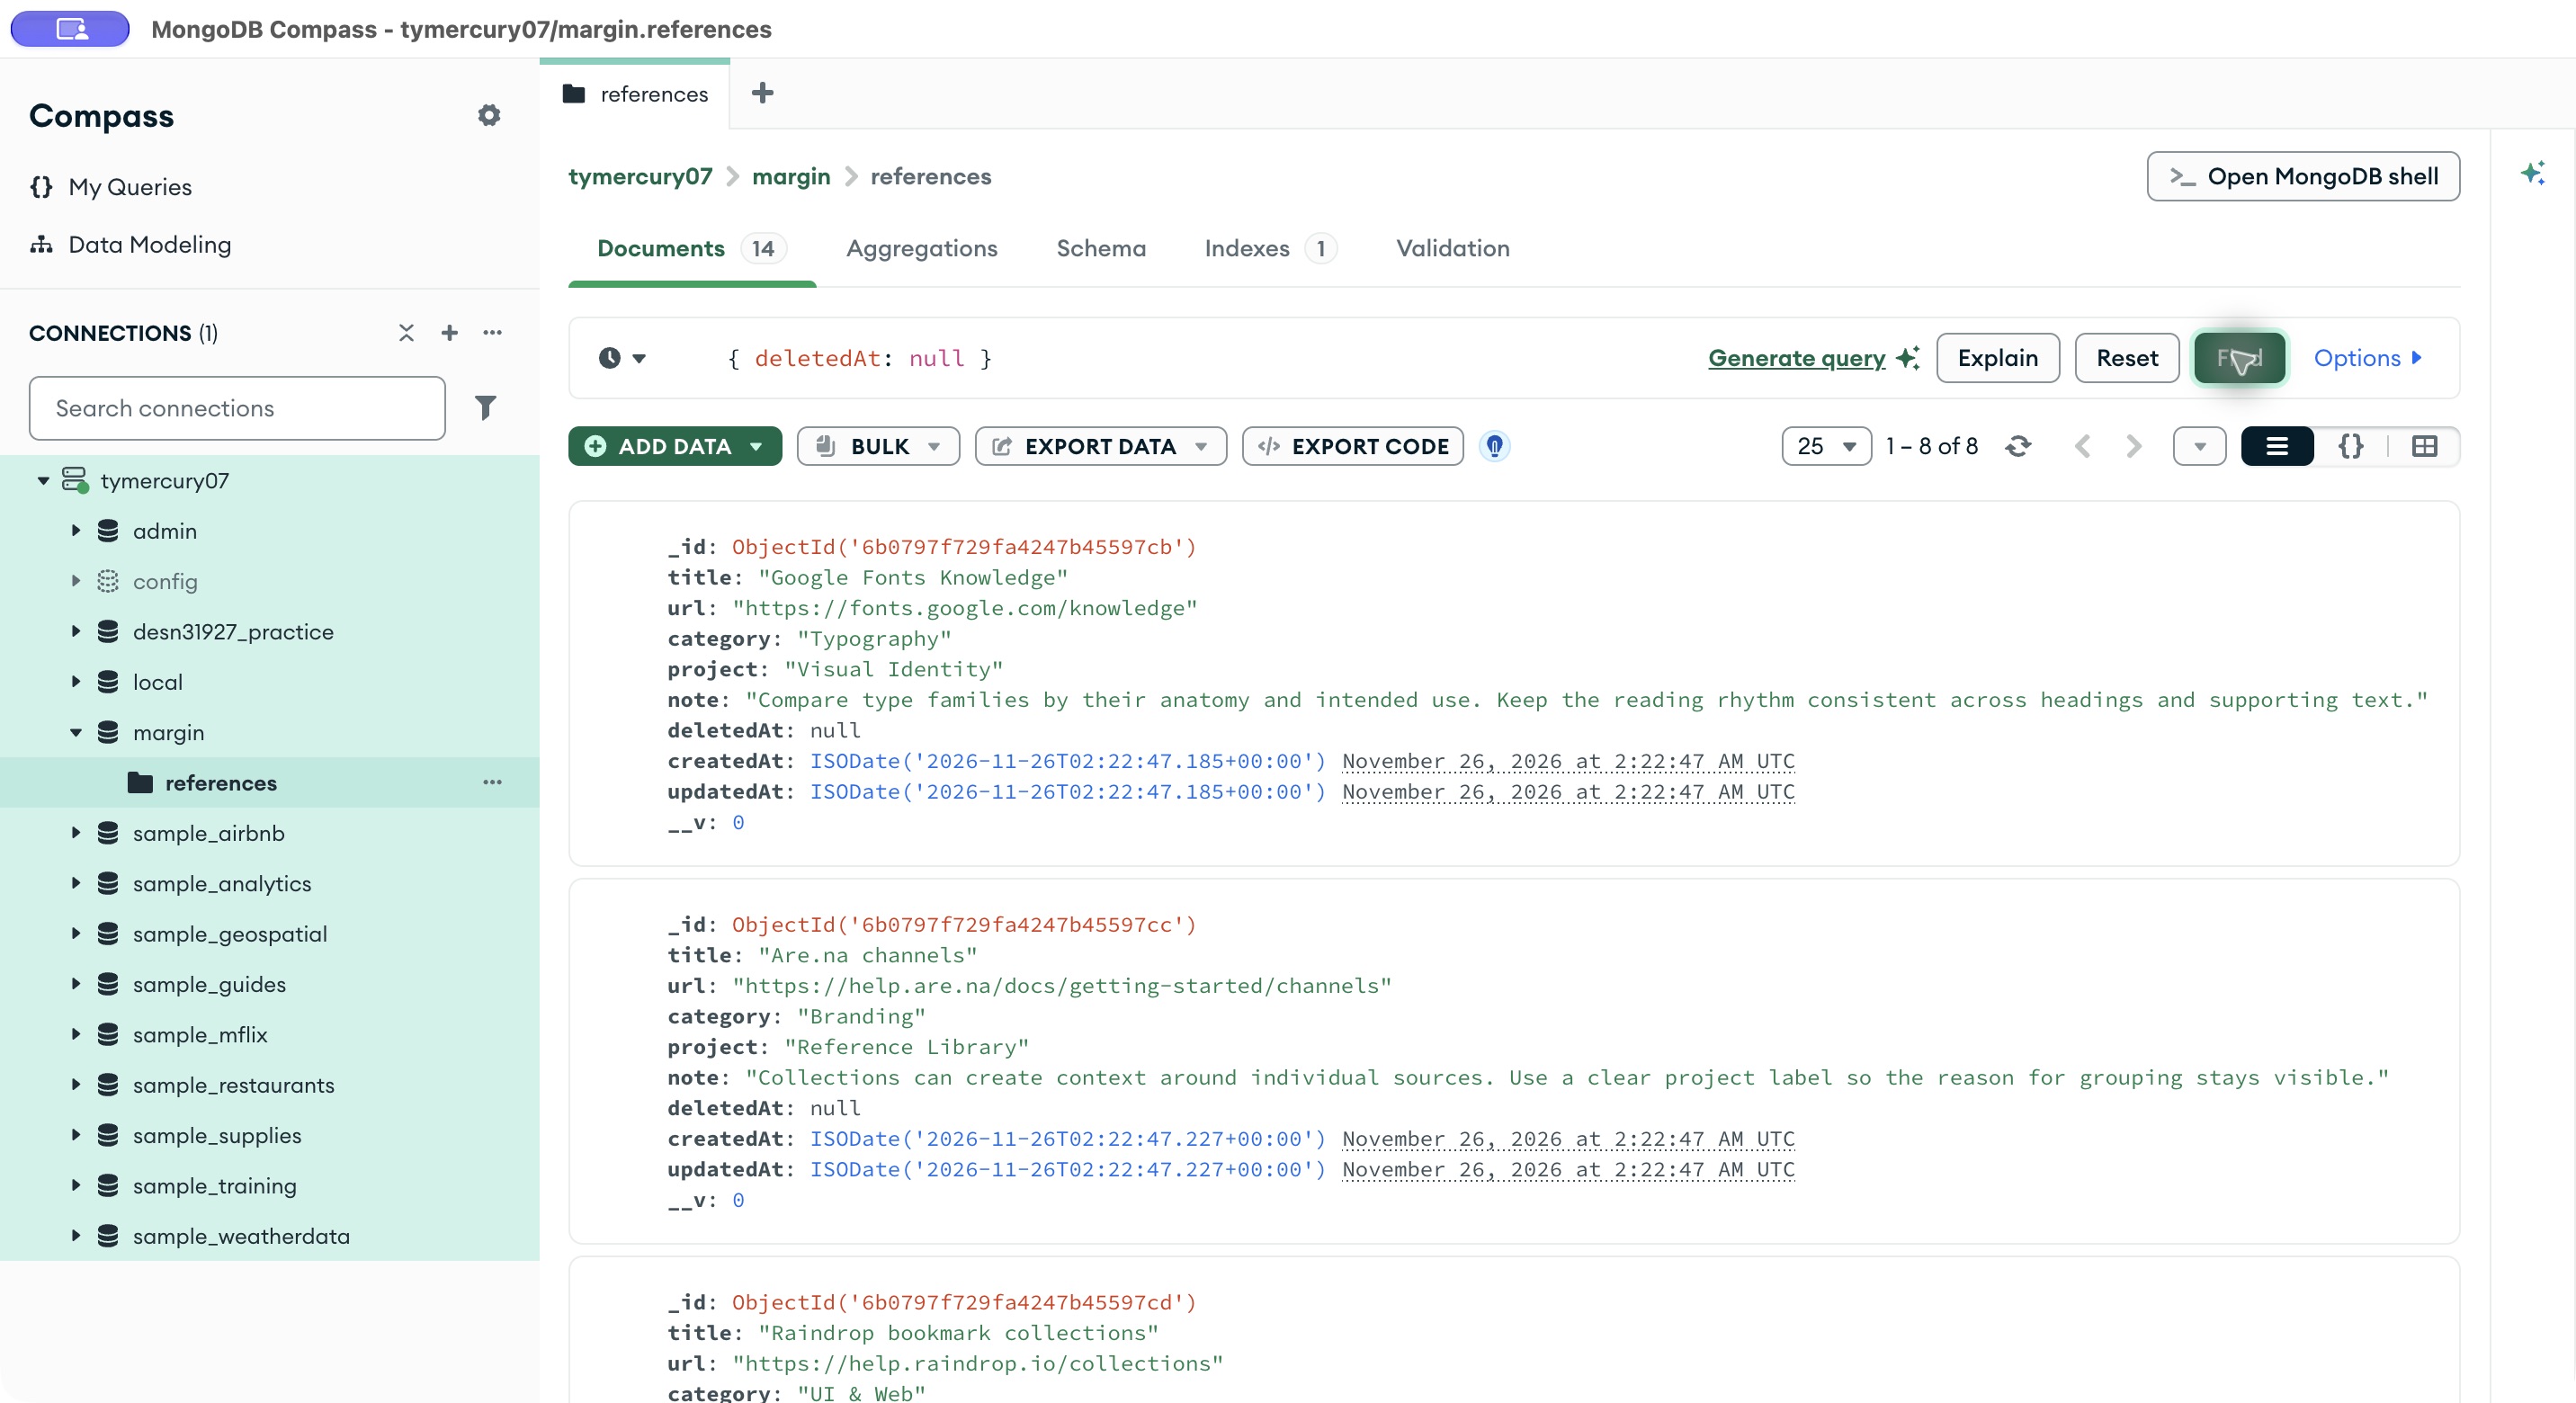 MongoDB Compass - tymercury07/margin.references
Compass
My Queries
Data Modeling
CONNECTIONS (1)
Search connections
tymercury07
admin
config
desn31927_practice
local
margin
references
sample_airbnb
sample_analytics
sample_geospatial
sample_guides
sample_mflix
sample_restaurants
sample_supplies
sample_training
sample_weatherdata
references
tymercury07 > margin > references
>_ Open MongoDB shell
Documents 14 Aggregations Schema Indexes 1 Validation
{ deletedAt: null }
Generate query Explain Reset Options
ADD DATA BULK EXPORT DATA </> EXPORT CODE 25 1 – 8 of 8 {}
_id: ObjectId('6b0797f729fa4247b45597cb')
title: "Google Fonts Knowledge"
url: "https://fonts.google.com/knowledge"
category: "Typography"
project: "Visual Identity"
note: "Compare type families by their anatomy and intended use. Keep the reading rhythm consistent across headings and supporting text."
deletedAt: null
createdAt: ISODate('2026-11-26T02:22:47.185+00:00') November 26, 2026 at 2:22:47 AM UTC
updatedAt: ISODate('2026-11-26T02:22:47.185+00:00') November 26, 2026 at 2:22:47 AM UTC
__v: 0
_id: ObjectId('6b0797f729fa4247b45597cc')
title: "Are.na channels"
url: "https://help.are.na/docs/getting-started/channels"
category: "Branding"
project: "Reference Library"
note: "Collections can create context around individual sources. Use a clear project label so the reason for grouping stays visible."
deletedAt: null
createdAt: ISODate('2026-11-26T02:22:47.227+00:00') November 26, 2026 at 2:22:47 AM UTC
updatedAt: ISODate('2026-11-26T02:22:47.227+00:00') November 26, 2026 at 2:22:47 AM UTC
__v: 0
_id: ObjectId('6b0797f729fa4247b45597cd')
title: "Raindrop bookmark collections"
url: "https://help.raindrop.io/collections"
category: "UI & Web"